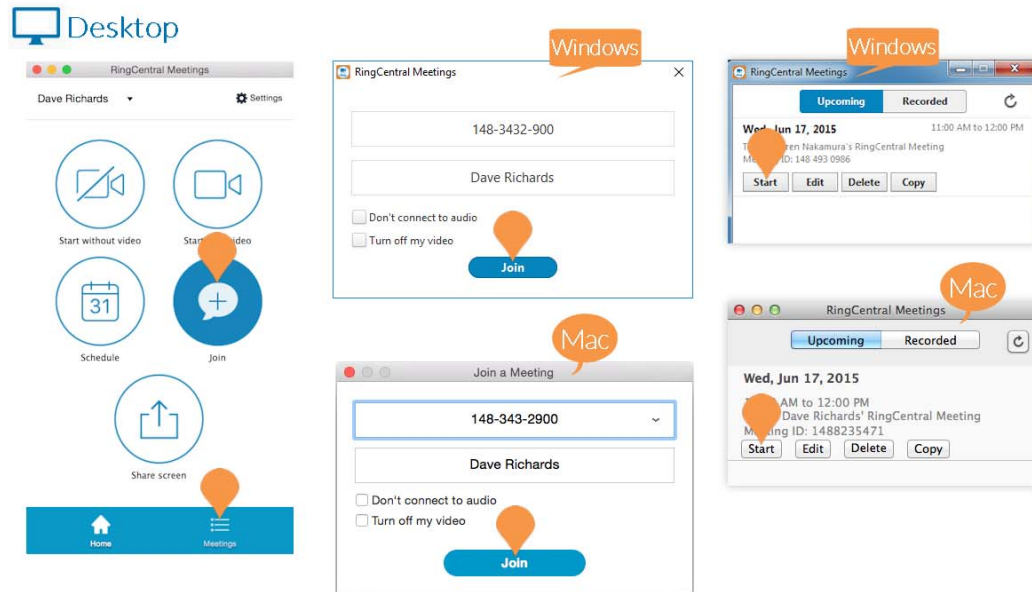 Desktop
RingCentral Meetings
Dave Richards
Settings
Start without video
Start video
31
Schedule
Join
Share screen
Home
Meetings
Windows
RingCentral Meetings
148-3432-900
Dave Richards
Don't connect to audio
Turn off my video
Join
Mac
Join a Meeting
148-343-2900
Dave Richards
Don't connect to audio
Turn off my video
Join
Windows
RingCentral Meetings
Upcoming Recorded
Wed, Jun 17, 2015 11:00 AM to 12:00 PM
Nakamura's RingCentral Meeting
ID: 148 493 0986
Start Edit Delete Copy
Mac
RingCentral Meetings
Upcoming Recorded
Wed, Jun 17, 2015
AM to 12:00 PM
Dave Richards' RingCentral Meeting
Meeting ID: 1488235471
Start Edit Delete Copy